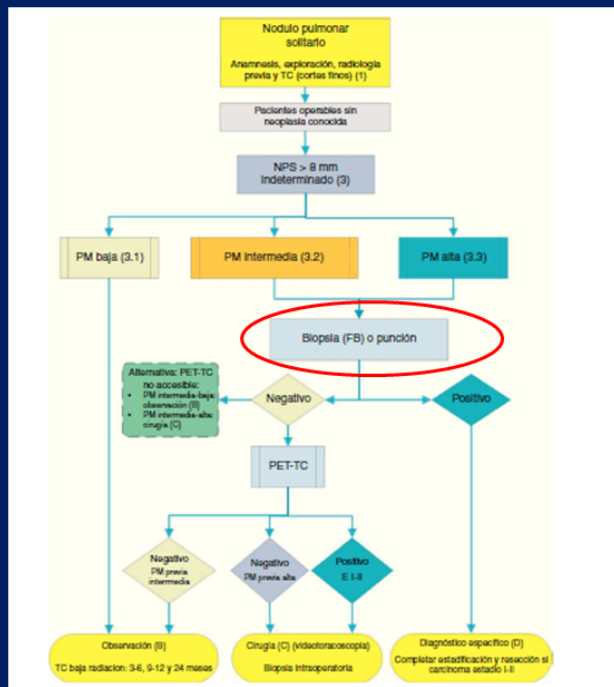 Nodulo pulmonar
solitario
Anamnesis, exploración, radiología
previa y TC (cortes finos) (1)
Pacientes operables sin
neoplasia conocida
NPS > 8 mm
Indeterminado (3)
PM baja (3.1)
PM Intermedia (3.2)
PM alta (3.3)
Biopsia (FB) o punción
Alternativa: PET-TC
no accesible:
• PM intermedia-baja:
observación (B)
• PM intermedia-alta:
cirugía (C)
Negativo
Positivo
PET-TC
Negativo
PM previa
intermedia
Negativo
PM previa alta
Positivo
E I-II
Observación (B)
TC baja radiacion: 3-6, 9-12 y 24 meses
Cirugía (C) (videotoracoscopia)
Biopsia intraoperatoria
Diagnóstico específico (D)
Completar estadificación y resección si
carcinoma estadio I-II